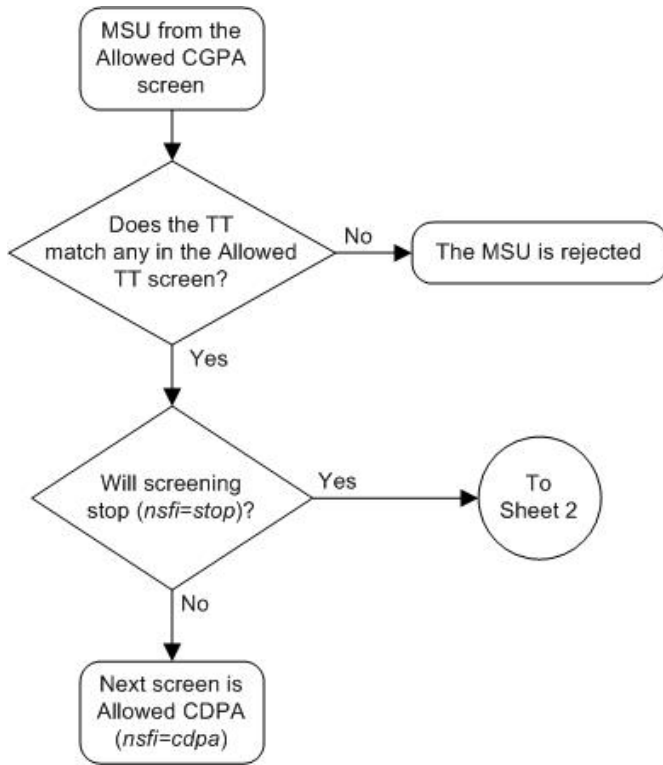 MSU from the
Allowed CGPA
screen
Does the TT
match any in the Allowed
TT screen?
No
The MSU is rejected
Yes
Will screening
stop (nsfi=stop)?
Yes
To
Sheet 2
No
Next screen is
Allowed CDPA
(nsfi=cdpa)